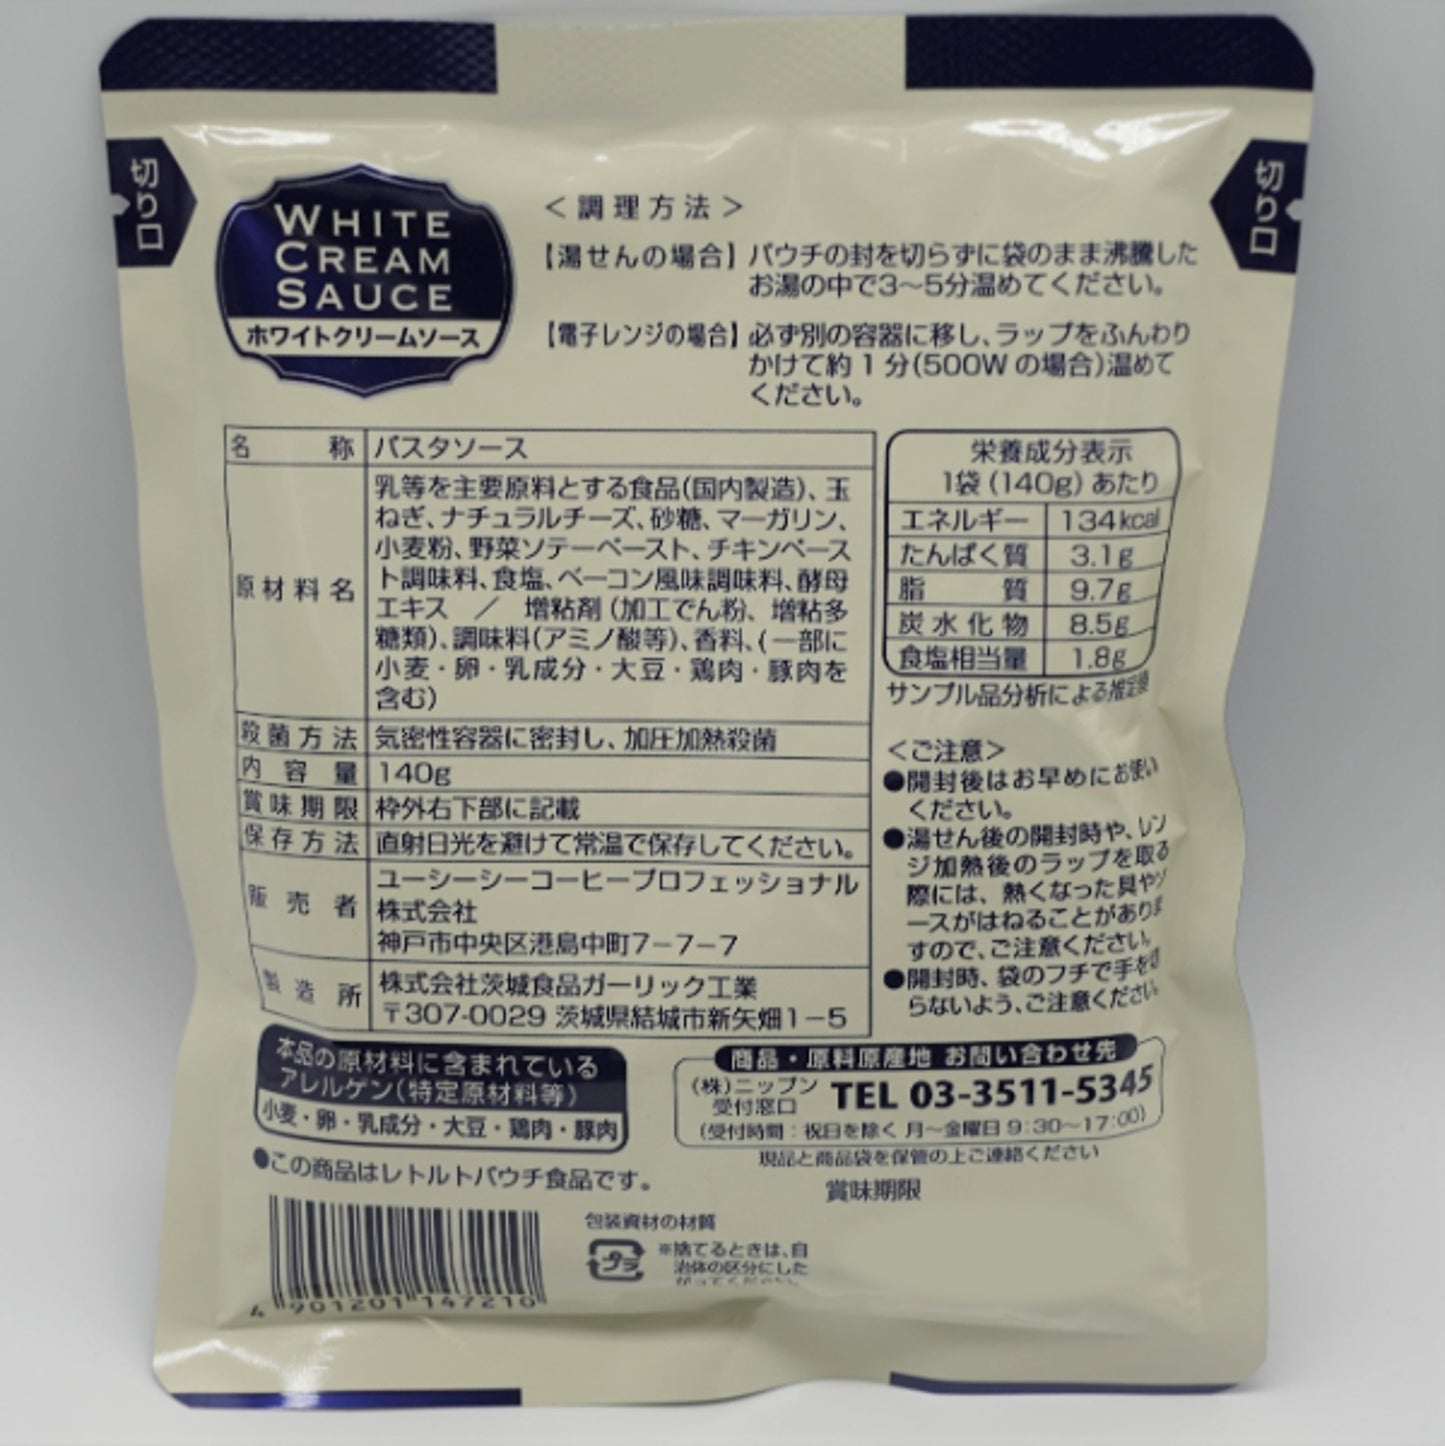 切り口
切り口
WHITE
CREAM
SAUCE
ホワイトクリームソース
＜調理方法＞
【湯せんの場合】パウチの封を切らずに袋のまま沸騰した
お湯の中で3〜5分温めてください。
【電子レンジの場合】必ず別の容器に移し、ラップをふんわり
かけて約1分(500Wの場合)温めて
ください。
名称 パスタソース
原材料名 乳等を主要原料とする食品(国内製造)、玉
ねぎ、ナチュラルチーズ、砂糖、マーガリン、
小麦粉、野菜ソテーペースト、チキンペース
ト調味料、食塩、ベーコン風味調味料、酵母
エキス ／ 増粘剤(加工でん粉、増粘多
糖類)、調味料(アミノ酸等)、香料、(一部に
小麦・卵・乳成分・大豆・鶏肉・豚肉を
含む)
殺菌方法 気密性容器に密封し、加圧加熱殺菌
内容量 140g
賞味期限 枠外右下部に記載
保存方法 直射日光を避けて常温で保存してください。
販売者 ユーシーシーコーヒープロフェッショナル
株式会社
神戸市中央区港島中町7－7－7
製造所 株式会社茨城食品ガーリック工業
〒307-0029 茨城県結城市新矢畑1－5
栄養成分表示
1袋(140g)あたり
エネルギー 134kcal
たんぱく質 3.1g
脂質 9.7g
炭水化物 8.5g
食塩相当量 1.8g
サンプル品分析による推定値
＜ご注意＞
●開封後はお早めにお使い
ください。
●湯せん後の開封時や、レン
ジ加熱後のラップを取る
際には、熱くなった具やソ
ースがはねることがありま
すので、ご注意ください。
●開封時、袋のフチで手を切
らないよう、ご注意ください。
本品の原材料に含まれている
アレルゲン(特定原材料等)
小麦・卵・乳成分・大豆・鶏肉・豚肉
●この商品はレトルトパウチ食品です。
商品・原料原産地 お問い合わせ先
(株)ニップン
受付窓口
TEL 03-3511-5345
(受付時間：祝日を除く 月〜金曜日 9:30〜17:00)
現品と商品袋を保管の上ご連絡ください
賞味期限
包装資材の材質
プラ
※捨てるときは、自
治体の区分にした
がってください。
4 901201 147210